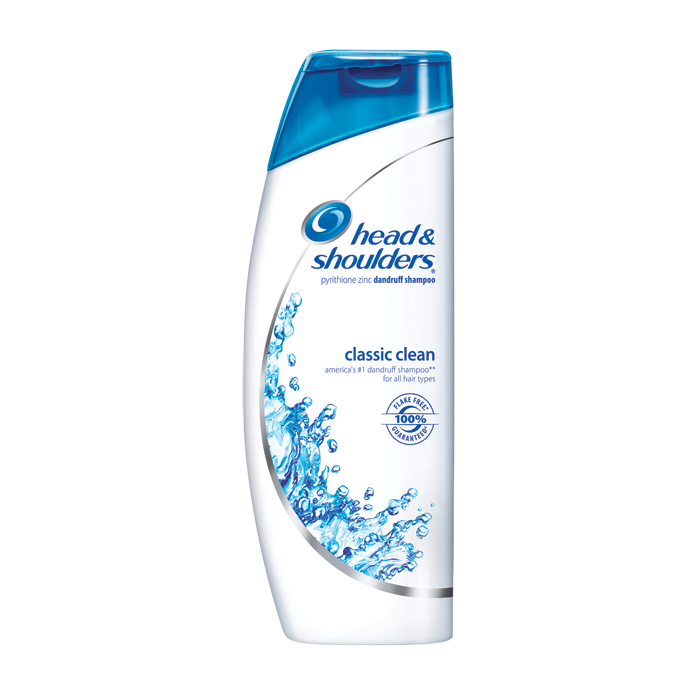 head &
shoulders®
pyrithione zinc dandruff shampoo
classic clean
america's #1 dandruff shampoo**
for all hair types
FLAKE FREE*
100%
GUARANTEED*